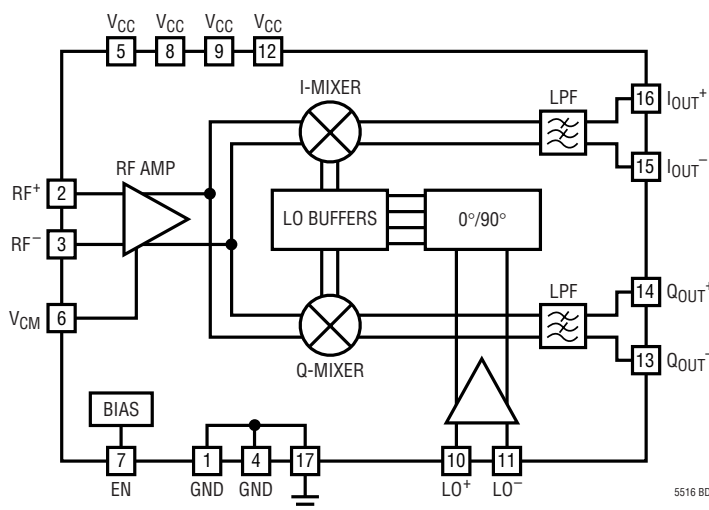 VCC VCC VCC VCC
5 8 9 12
I-MIXER
LPF
16 IOUT+
RF AMP
15 IOUT–
RF+ 2
LO BUFFERS 0°/90°
RF– 3
LPF
14 QOUT+
VCM 6
13 QOUT–
Q-MIXER
BIAS
7 1 4 17 10 11
EN GND GND LO+ LO–
5516 BD